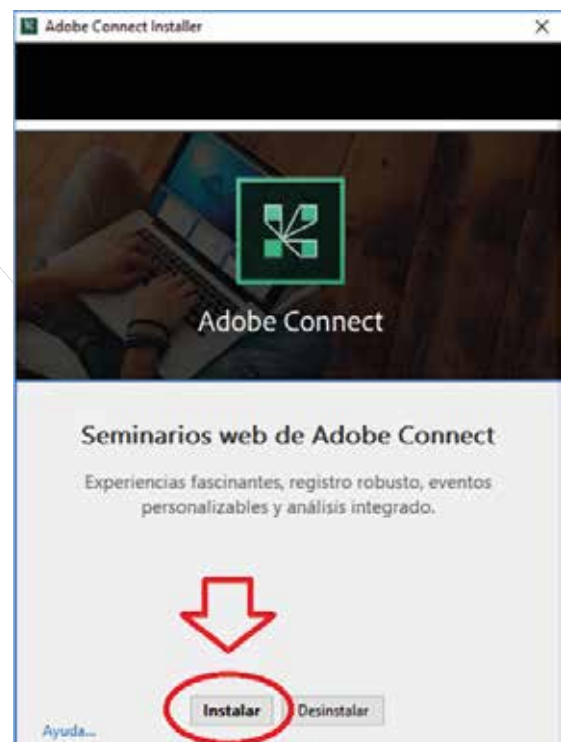 Adobe Connect Installer
Adobe Connect
Seminarios web de Adobe Connect
Experiencias fascinantes, registro robusto, eventos
personalizables y análisis integrado.
Instalar Desinstalar
Ayuda...